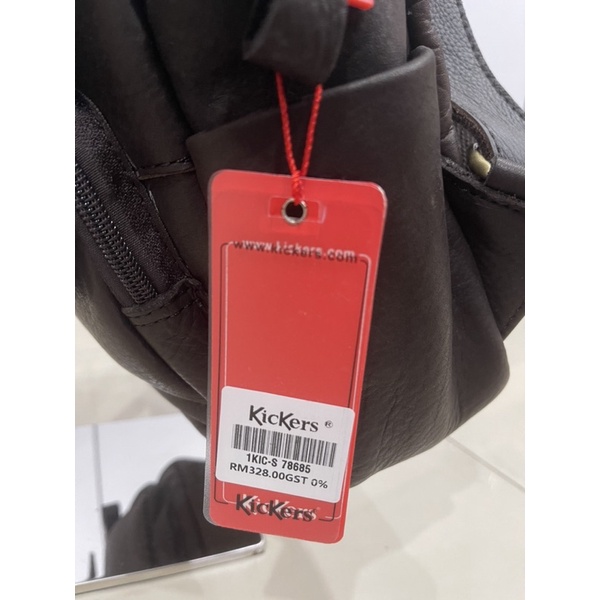 www.kickers.com
KicKers ®
1KIC-S 78685
RM328.00GST 0%
KicKers